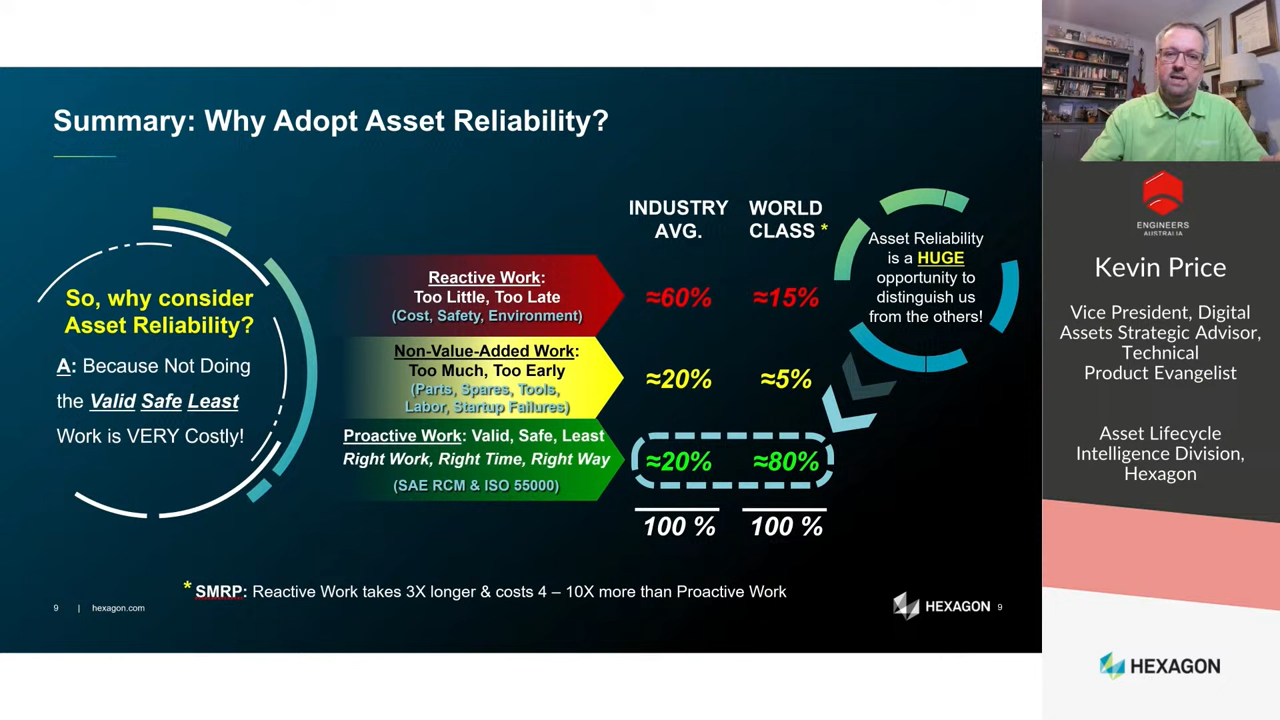 Summary: Why Adopt Asset Reliability?
So, why consider
Asset Reliability?
A: Because Not Doing
the Valid Safe Least
Work is VERY Costly!
INDUSTRY
AVG.
WORLD
CLASS *
Reactive Work:
Too Little, Too Late
(Cost, Safety, Environment)
≈60%
≈15%
Non-Value-Added Work:
Too Much, Too Early
(Parts, Spares, Tools,
Labor, Startup Failures)
≈20%
≈5%
Proactive Work: Valid, Safe, Least
Right Work, Right Time, Right Way
(SAE RCM & ISO 55000)
≈20%
≈80%
100 %
100 %
Asset Reliability
is a HUGE
opportunity to
distinguish us
from the others!
* SMRP: Reactive Work takes 3X longer & costs 4 – 10X more than Proactive Work
9 | hexagon.com
HEXAGON 9
ENGINEERS
AUSTRALIA
Kevin Price
Vice President, Digital
Assets Strategic Advisor,
Technical
Product Evangelist
Asset Lifecycle
Intelligence Division,
Hexagon
HEXAGON